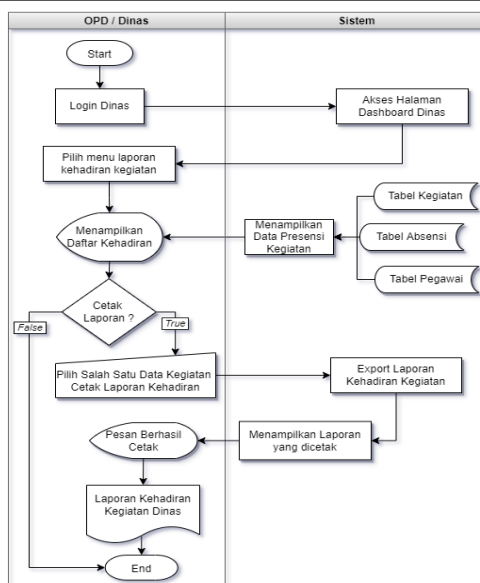 OPD / Dinas
Sistem
Start
Login Dinas
Akses Halaman
Dashboard Dinas
Pilih menu laporan
kehadiran kegiatan
Menampilkan
Daftar Kehadiran
Menampilkan
Data Presensi
Kegiatan
Tabel Kegiatan
Tabel Absensi
Tabel Pegawai
Cetak
Laporan ?
False
True
Pilih Salah Satu Data Kegiatan
Cetak Laporan Kehadiran
Export Laporan
Kehadiran Kegiatan
Menampilkan Laporan
yang dicetak
Pesan Berhasil
Cetak
Laporan Kehadiran
Kegiatan Dinas
End